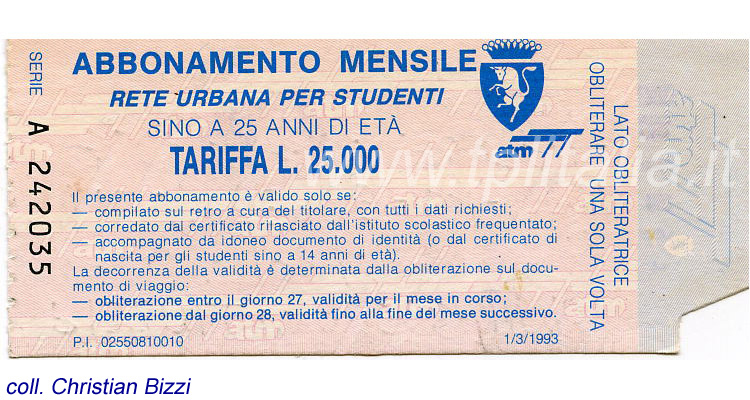 ABBONAMENTO MENSILE
RETE URBANA PER STUDENTI
SINO A 25 ANNI DI ETÀ
TARIFFA L. 25.000
atm TT
www.tplitalia.it
SERIE A 242035
Il presente abbonamento è valido solo se:
— compilato sul retro a cura del titolare, con tutti i dati richiesti;
— corredato dal certificato rilasciato dall'istituto scolastico frequentato;
— accompagnato da idoneo documento di identità (o dal certificato di
nascita per gli studenti sino a 14 anni di età).
La decorrenza della validità è determinata dalla obliterazione sul docu-
mento di viaggio:
— obliterazione entro il giorno 27, validità per il mese in corso;
— obliterazione dal giorno 28, validità fino alla fine del mese successivo.
P.I. 02550810010
1/3/1993
LATO OBLITERATRICE
OBLITERARE UNA SOLA VOLTA
coll. Christian Bizzi